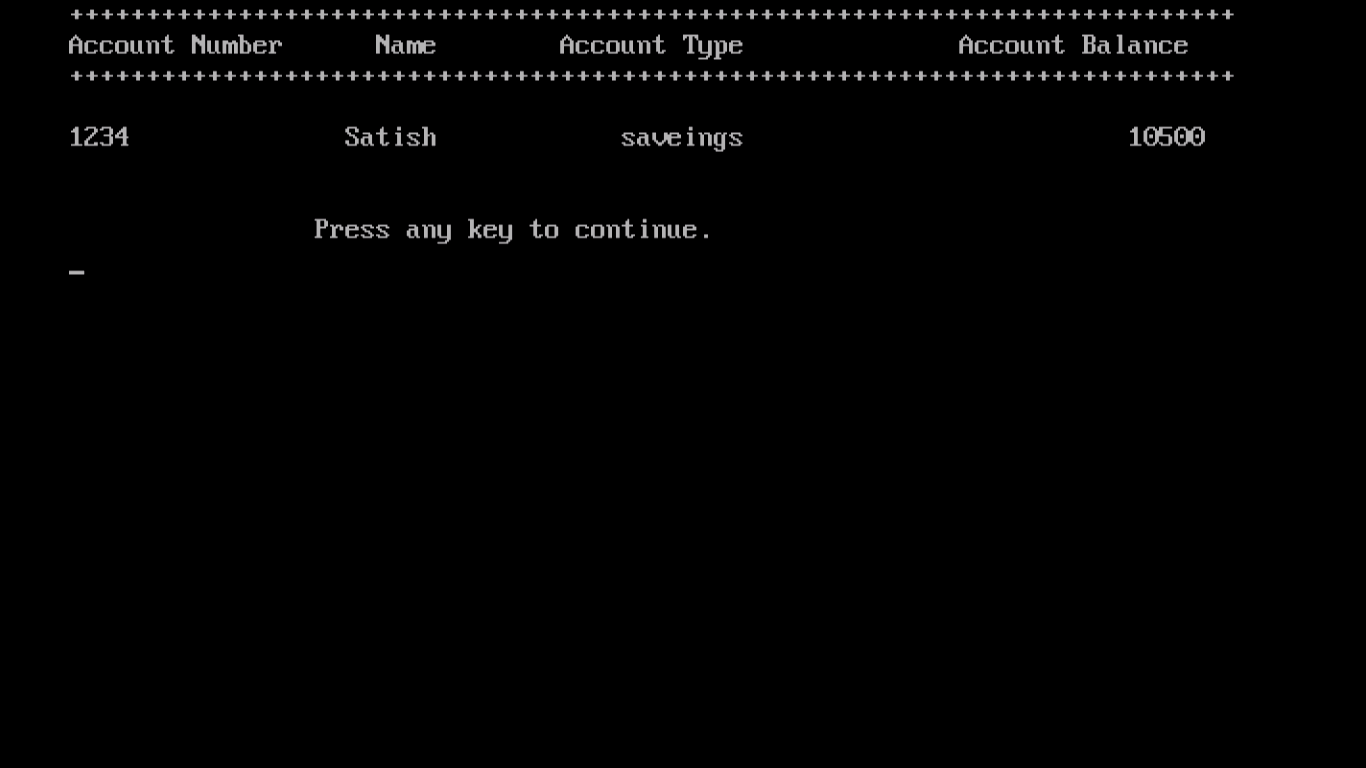 ++++++++++++++++++++++++++++++++++++++++++++++++++++++++++++++++++++++++++++
Account Number      Name        Account Type              Account Balance
++++++++++++++++++++++++++++++++++++++++++++++++++++++++++++++++++++++++++++
1234              Satish            saveings                         10500
Press any key to continue.
_